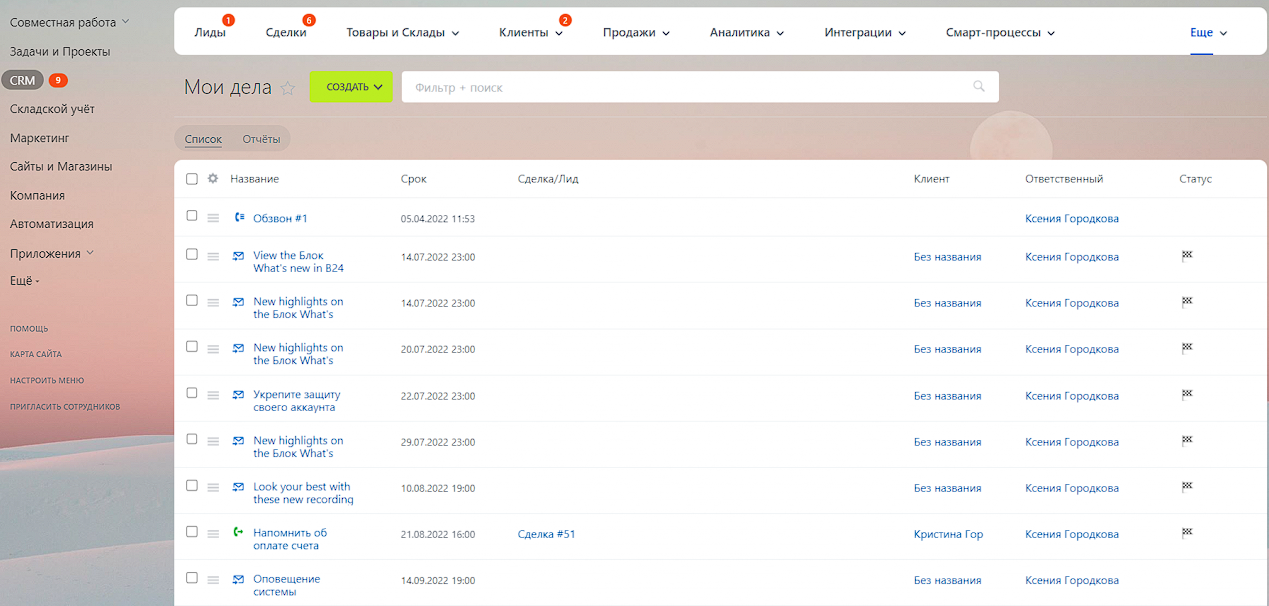 Совместная работа
Задачи и Проекты
CRM 9
Складской учёт
Маркетинг
Сайты и Магазины
Компания
Автоматизация
Приложения
Ещё
ПОМОЩЬ
КАРТА САЙТА
НАСТРОИТЬ МЕНЮ
ПРИГЛАСИТЬ СОТРУДНИКОВ
Лиды 1 Сделки 6 Товары и Склады Клиенты 2 Продажи Аналитика Интеграции Смарт-процессы Еще
Мои дела СОЗДАТЬ Фильтр + поиск
Список Отчёты
Название Срок Сделка/Лид Клиент Ответственный Статус
Обзвон #1 05.04.2022 11:53 Ксения Городкова
View the Блок
What's new in B24
14.07.2022 23:00 Без названия Ксения Городкова
New highlights on
the Блок What's
14.07.2022 23:00 Без названия Ксения Городкова
New highlights on
the Блок What's
20.07.2022 23:00 Без названия Ксения Городкова
Укрепите защиту
своего аккаунта
22.07.2022 23:00 Без названия Ксения Городкова
New highlights on
the Блок What's
29.07.2022 23:00 Без названия Ксения Городкова
Look your best with
these new recording
10.08.2022 19:00 Без названия Ксения Городкова
Напомнить об
оплате счета
21.08.2022 16:00 Сделка #51 Кристина Гор Ксения Городкова
Оповещение
системы
14.09.2022 19:00 Без названия Ксения Городкова